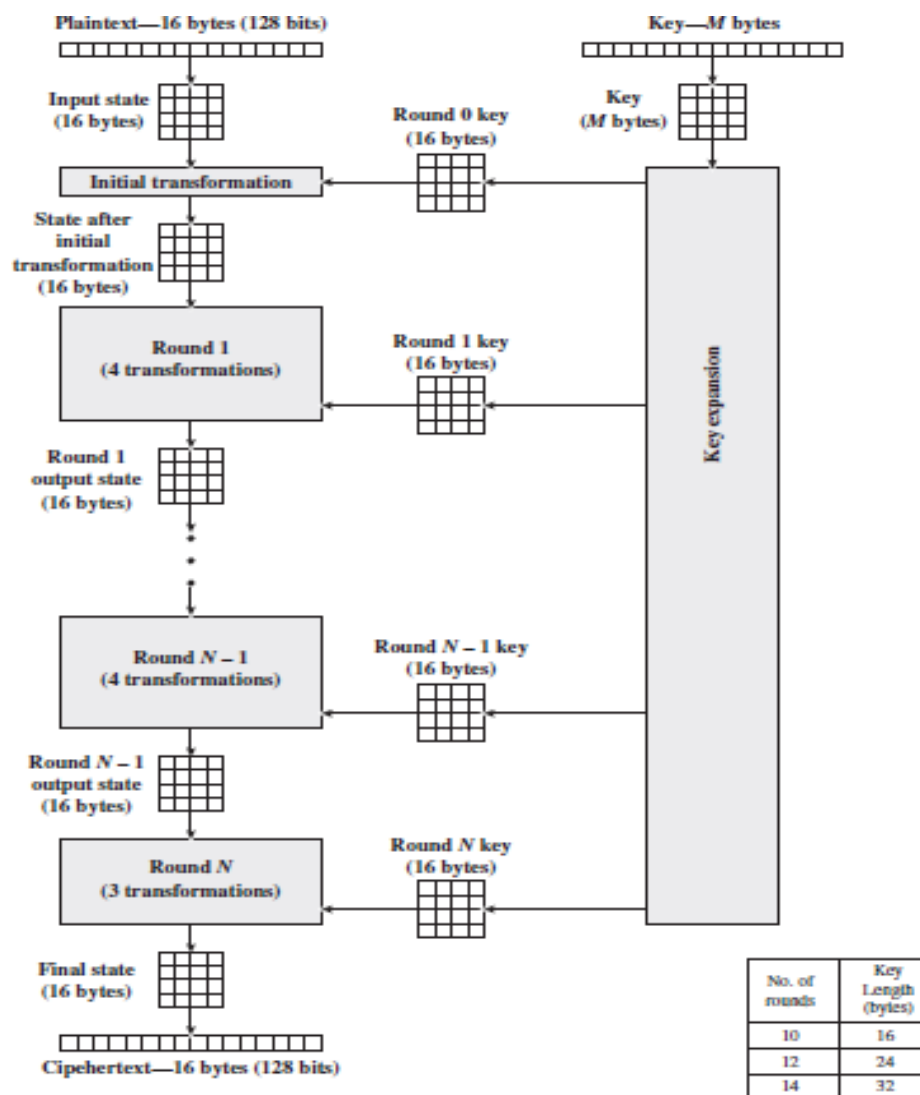 Plaintext—16 bytes (128 bits)
Key—M bytes
Input state
(16 bytes)
Key
(M bytes)
Round 0 key
(16 bytes)
Initial transformation
State after
initial
transformation
(16 bytes)
Round 1
(4 transformations)
Round 1 key
(16 bytes)
Key expansion
Round 1
output state
(16 bytes)
Round N – 1
(4 transformations)
Round N – 1 key
(16 bytes)
Round N – 1
output state
(16 bytes)
Round N
(3 transformations)
Round N key
(16 bytes)
Final state
(16 bytes)
Cipehertext—16 bytes (128 bits)
No. of
rounds
Key
Length
(bytes)
10 16
12 24
14 32